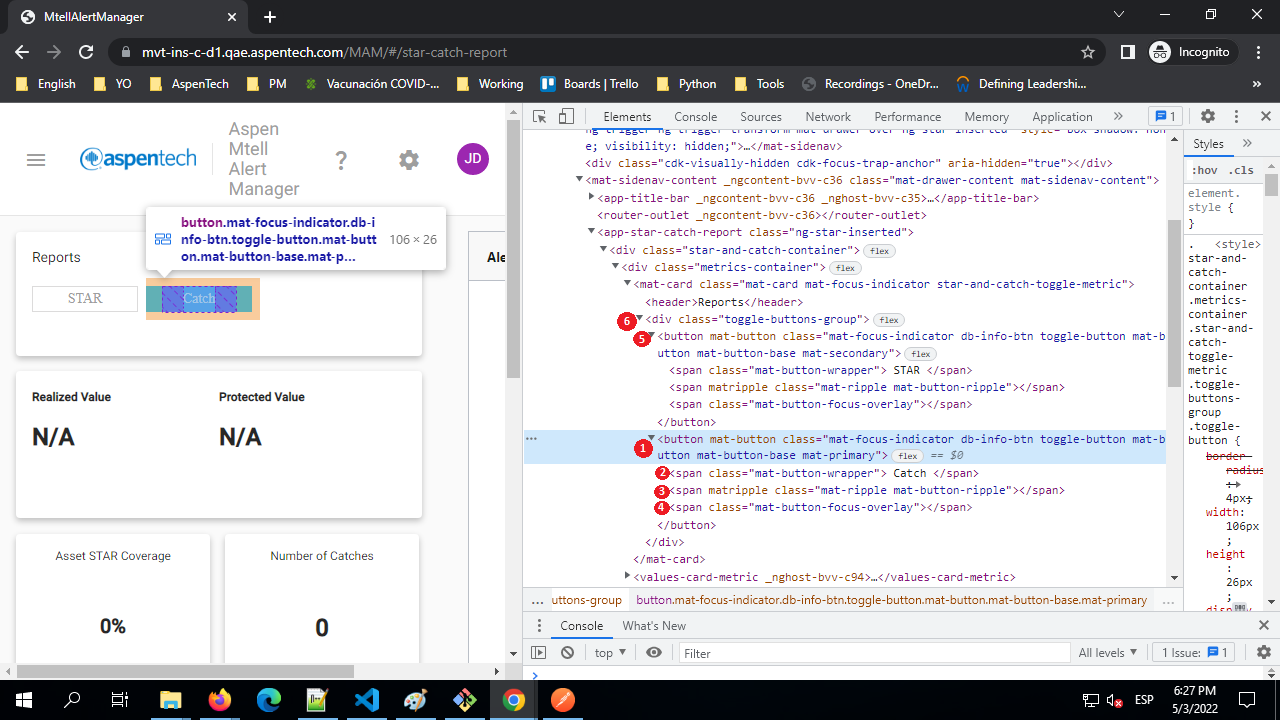 MtellAlertManager
mvt-ins-c-d1.qae.aspentech.com/MAM/#/star-catch-report
Incognito
English
YO
AspenTech
PM
Vacunación COVID-...
Working
Boards | Trello
Python
Tools
Recordings - OneDr...
Defining Leadershi...
aspentech
Aspen
Mtell
Alert
Manager
?
JD
button.mat-focus-indicator.db-i
nfo-btn.toggle-button.mat-butt
on.mat-button-base.mat-p...
106 × 26
Reports
STAR
Catch
Ale
Realized Value
Protected Value
N/A
N/A
Asset STAR Coverage
Number of Catches
0%
0
Elements
Console
Sources
Network
Performance
Memory
Application
1
ng-trigger ng-trigger-transform mat-drawer-over ng-star-inserted" style="box-shadow: non
e; visibility: hidden;">…</mat-sidenav>
<div class="cdk-visually-hidden cdk-focus-trap-anchor" aria-hidden="true"></div>
<mat-sidenav-content _ngcontent-bvv-c36 class="mat-drawer-content mat-sidenav-content">
<app-title-bar _ngcontent-bvv-c36 _nghost-bvv-c35>…</app-title-bar>
<router-outlet _ngcontent-bvv-c36></router-outlet>
<app-star-catch-report class="ng-star-inserted">
<div class="star-and-catch-container"> flex
<div class="metrics-container"> flex
<mat-card class="mat-card mat-focus-indicator star-and-catch-toggle-metric">
<header>Reports</header>
6 <div class="toggle-buttons-group"> flex
5 <button mat-button class="mat-focus-indicator db-info-btn toggle-button mat-b
utton mat-button-base mat-secondary"> flex
<span class="mat-button-wrapper"> STAR </span>
<span matripple class="mat-ripple mat-button-ripple"></span>
<span class="mat-button-focus-overlay"></span>
</button>
1 <button mat-button class="mat-focus-indicator db-info-btn toggle-button mat-b
utton mat-button-base mat-primary"> flex == $0
2 <span class="mat-button-wrapper"> Catch </span>
3 <span matripple class="mat-ripple mat-button-ripple"></span>
4 <span class="mat-button-focus-overlay"></span>
</button>
</div>
</mat-card>
<values-card-metric _nghost-bvv-c94>…</values-card-metric>
... uttons-group button.mat-focus-indicator.db-info-btn.toggle-button.mat-button.mat-button-base.mat-primary ...
Styles
:hov .cls
element.
style {
}
. <style>
star-and-
catch-
container
.metrics-
container
.star-and-
catch-
toggle-
metric
.toggle-
buttons-
group
.toggle-
button {
border-
radius
:
4px;
width:
106px
;
height
:
26px
;
Console
What's New
top
Filter
All levels
1 Issue: 1
ESP
6:27 PM
5/3/2022